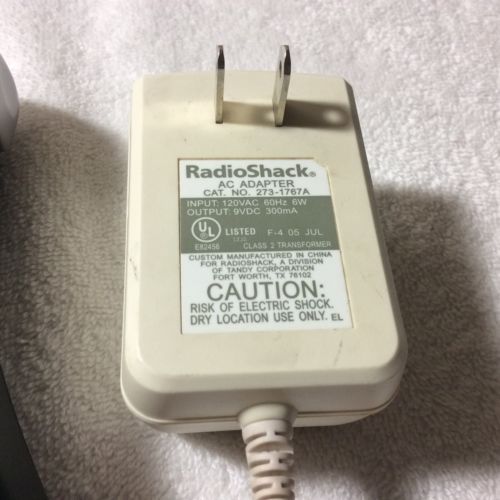 RadioShack®
AC ADAPTER
CAT. NO. 273-1767A
INPUT: 120VAC 60Hz 6W
OUTPUT: 9VDC 300mA
UL ® LISTED F-4 05 JUL
E82456 CLASS 2 TRANSFORMER
CUSTOM MANUFACTURED IN CHINA
FOR RADIOSHACK, A DIVISION
OF TANDY CORPORATION
FORT WORTH, TX 76102
CAUTION:
RISK OF ELECTRIC SHOCK.
DRY LOCATION USE ONLY. EL